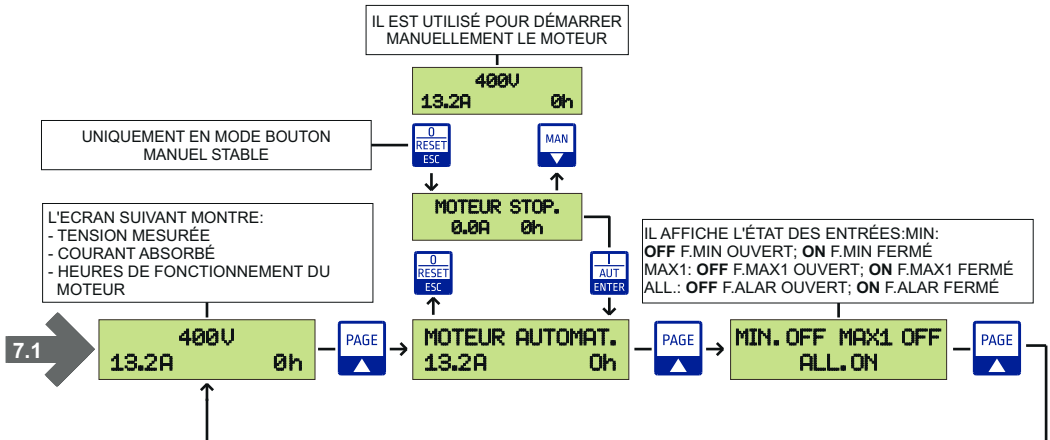 IL EST UTILISÉ POUR DÉMARRER
MANUELLEMENT LE MOTEUR
400V
13.2A 0h
UNIQUEMENT EN MODE BOUTON
MANUEL STABLE
0
RESET
ESC
MAN
MOTEUR STOP.
0.0A 0h
L'ECRAN SUIVANT MONTRE:
- TENSION MESURÉE
- COURANT ABSORBÉ
- HEURES DE FONCTIONNEMENT DU
MOTEUR
0
RESET
ESC
I
AUT
ENTER
IL AFFICHE L'ÉTAT DES ENTRÉES:MIN:
OFF F.MIN OUVERT; ON F.MIN FERMÉ
MAX1: OFF F.MAX1 OUVERT; ON F.MAX1 FERMÉ
ALL.: OFF F.ALAR OUVERT; ON F.ALAR FERMÉ
7.1
400V
13.2A 0h
PAGE
MOTEUR AUTOMAT.
13.2A 0h
PAGE
MIN.OFF MAX1 OFF
ALL.ON
PAGE